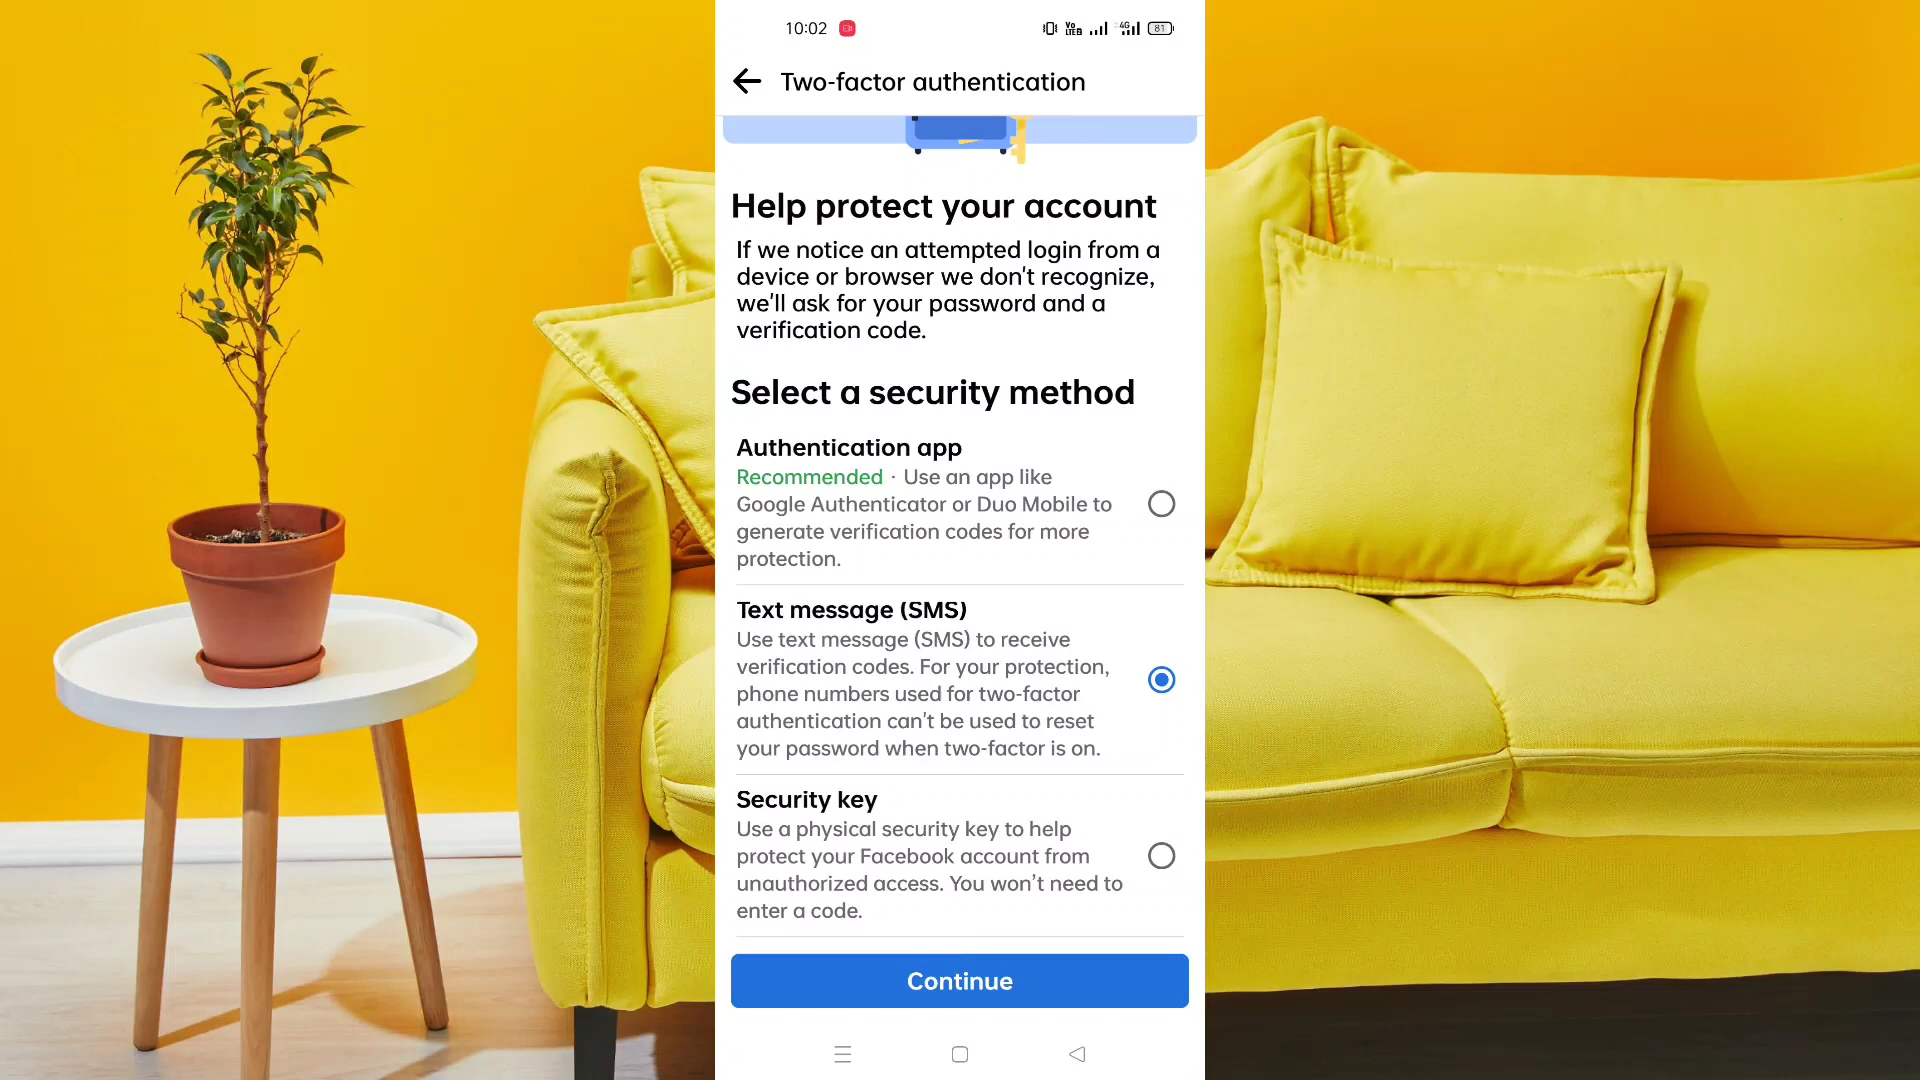 10:02
Vo LTE2 4G 81
Two-factor authentication
Help protect your account
If we notice an attempted login from a
device or browser we don't recognize,
we'll ask for your password and a
verification code.
Select a security method
Authentication app
Recommended · Use an app like
Google Authenticator or Duo Mobile to
generate verification codes for more
protection.
Text message (SMS)
Use text message (SMS) to receive
verification codes. For your protection,
phone numbers used for two-factor
authentication can't be used to reset
your password when two-factor is on.
Security key
Use a physical security key to help
protect your Facebook account from
unauthorized access. You won't need to
enter a code.
Continue